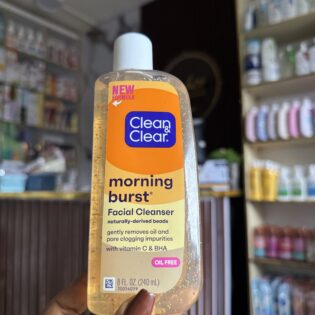 NEW
FORMULA
Clean
&
Clear®
morning
burst®
Facial Cleanser
naturally-derived beads
gently removes oil and
pore clogging impurities
with vitamin C & BHA
OIL FREE
8 FL. OZ (240 mL)